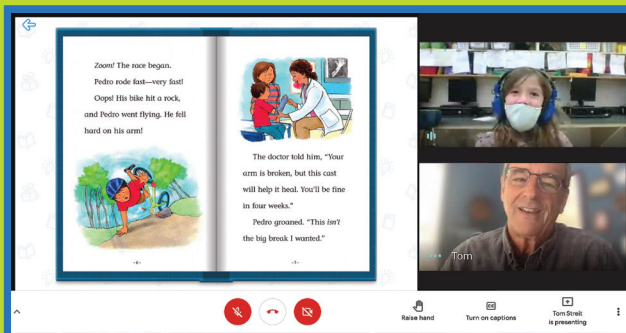 Zoom! The race began.
Pedro rode fast—very fast!
Oops! His bike hit a rock,
and Pedro went flying. He fell
hard on his arm!
-6-
The doctor told him, "Your
arm is broken, but this cast
will help it heal. You'll be fine
in four weeks."
Pedro groaned. "This isn't
the big break I wanted."
-7-
Tom
Raise hand
Turn on captions
Tom Streit
is presenting